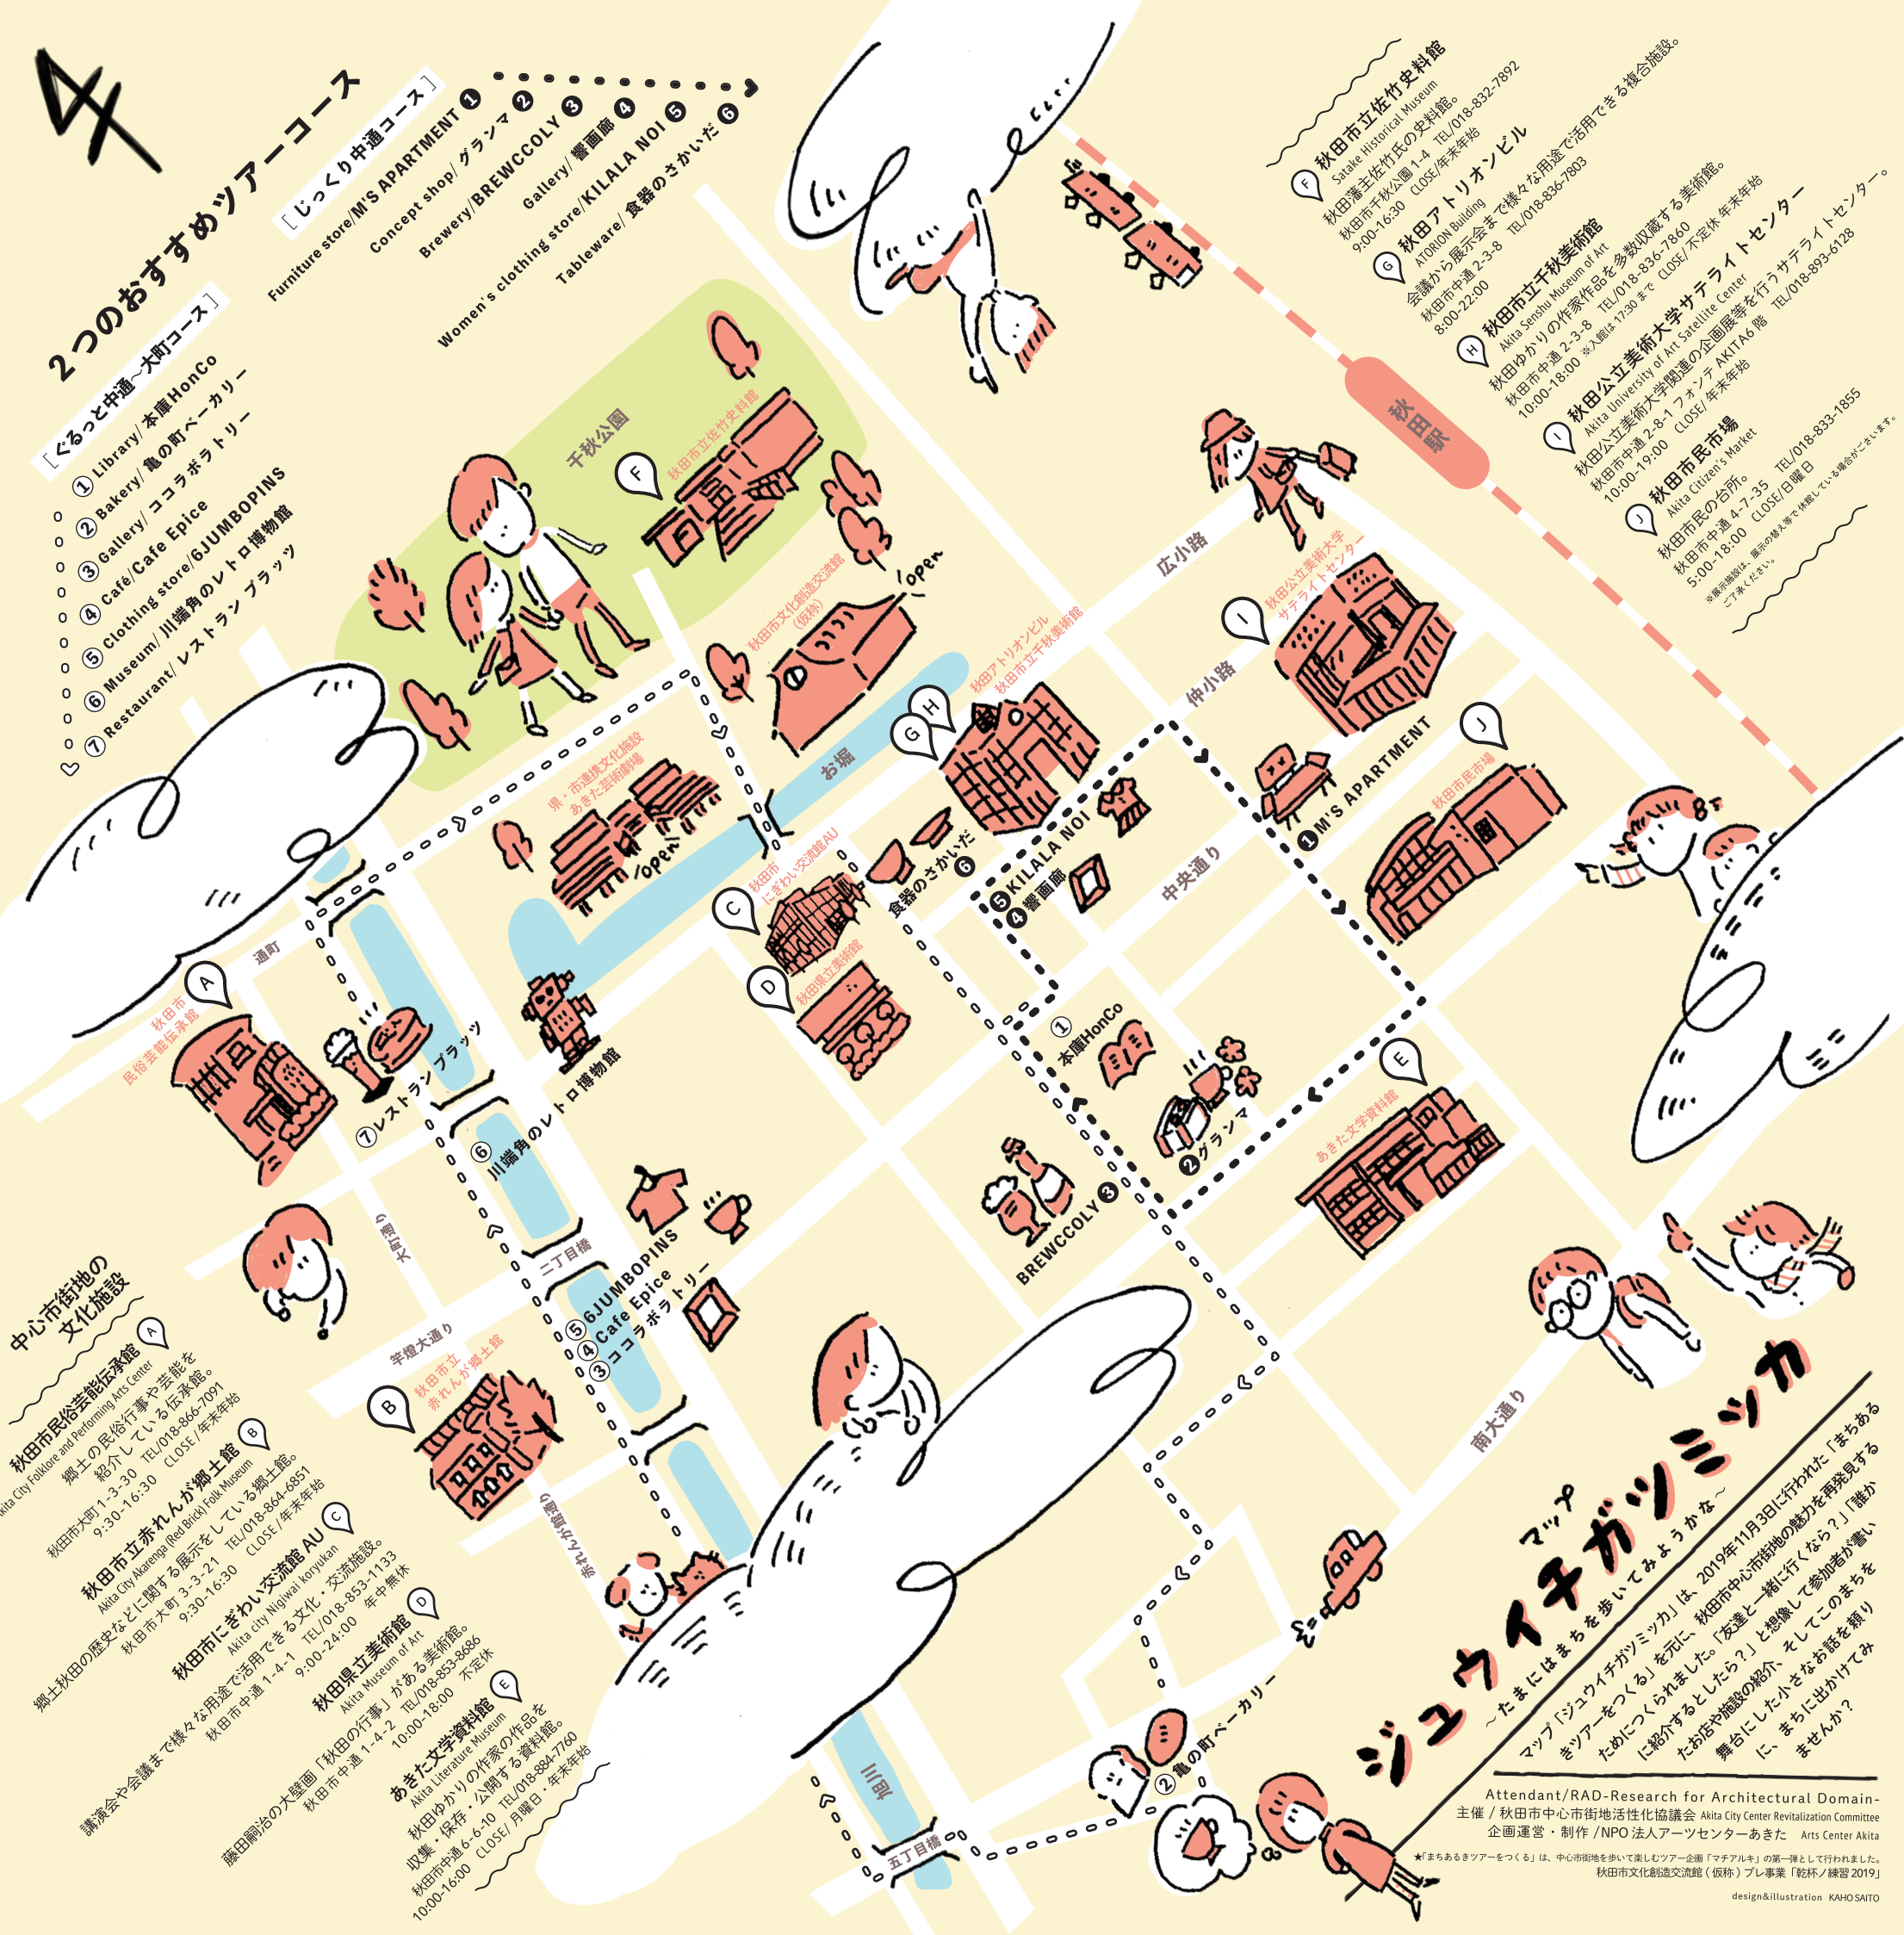 2つのおすすめツアーコース
［じっくり中通コース］
Furniture store/M'S APARTMENT ❶
Concept shop/グランマ ❷
Brewery/BREWCCOLY ❸
Gallery/響画廊 ❹
Women's clothing store/KILALA NOI ❺
Tableware/食器のさかいだ ❻
［ぐるっと中通〜大町コース］
① Library/本庫HonCo
② Bakery/亀の町ベーカリー
③ Gallery/ココラボラトリー
④ Café/Cafe Epice
⑤ Clothing store/6JUMBOPINS
⑥ Museum/川端角のレトロ博物館
⑦ Restaurant/レストラン プラッツ
F 秋田市立佐竹史料館
Satake Historical Museum
秋田藩主佐竹氏の史料館。
秋田市千秋公園 1-4 TEL/018-832-7892
9:00-16:30 CLOSE/年末年始
G 秋田アトリオンビル
ATORION Building
会議から展示会まで様々な用途で活用できる複合施設。
秋田市中通 2-3-8 TEL/018-836-7803
8:00-22:00
H 秋田市立千秋美術館
Akita Senshu Museum of Art
秋田ゆかりの作家作品を多数収蔵する美術館。
秋田市中通 2-3-8 TEL/018-836-7860
10:00-18:00 ※入館は 17:30 まで CLOSE/不定休 年末年始
I 秋田公立美術大学サテライトセンター
Akita University of Art Satellite Center
秋田公立美術大学関連の企画展等を行うサテライトセンター。
秋田市中通 2-8-1 フォンテ AKITA6 階 TEL/018-893-6128
10:00-19:00 CLOSE/年末年始
J 秋田市民市場
Akita Citizen's Market
秋田市民の台所。
秋田市中通 4-7-35 TEL/018-833-1855
5:00-18:00 CLOSE/日曜日
※展示施設は、展示の替え等で休館している場合がございます。
ご了承ください。
千秋公園
F
秋田市立佐竹史料館
秋田市文化創造交流館
（仮称）
open
県・市連携文化施設
あきた芸術劇場
open
お堀
秋田駅
広小路
仲小路
中央通り
G
H
秋田アトリオンビル
秋田市立千秋美術館
I
秋田公立美術大学
サテライトセンター
❶M'S APARTMENT
J
秋田市民市場
C
秋田市
にぎわい交流館AU
D
秋田県立美術館
食器のさかいだ ❻
❺KILALA NOI
❹響画廊
①
本庫HonCo
❷グランマ
BREWCCOLY❸
E
あきた文学資料館
通町
A
秋田市
民俗芸能伝承館
⑦レストラン プラッツ
⑥
川端角のレトロ博物館
大町通り
二丁目橋
竿燈大通り
⑤6JUMBOPINS
④Cafe Epice
③ココラボラトリー
B
秋田市立
赤れんが郷土館
赤れんが館通り
南大通り
旭川
五丁目橋
②亀の町ベーカリー
中心市街地の
文化施設
秋田市民俗芸能伝承館 A
Akita City Folklore and Performing Arts Center
郷土の民俗行事や芸能を
紹介している伝承館。
秋田市大町 1-3-30 TEL/018-866-7091
9:30-16:30 CLOSE/年末年始
秋田市立赤れんが郷土館 B
Akita City Akarenga (Red Brick) Folk Museum
郷土秋田の歴史などに関する展示をしている郷土館。
秋田市大町 3-3-21 TEL/018-864-6851
9:30-16:30 CLOSE/年末年始
秋田市にぎわい交流館 AU C
Akita city Nigiwai koryukan
講演会や会議まで様々な用途で活用できる文化・交流施設。
秋田市中通 1-4-1 TEL/018-853-1133
9:00-24:00 年中無休
秋田県立美術館 D
Akita Museum of Art
藤田嗣治の大壁画「秋田の行事」がある美術館。
秋田市中通 1-4-2 TEL/018-853-8686
10:00-18:00 不定休
あきた文学資料館 E
Akita Literature Museum
秋田ゆかりの作家の作品を
収集・保存・公開する資料館。
秋田市中通 6-6-10 TEL/018-884-7760
10:00-16:00 CLOSE/月曜日・年末年始
マップ
ジュウイチガツミッカ
〜たまにはまちを歩いてみようかな〜
マップ「ジュウイチガツミッカ」は、2019年11月3日に行われた「まちある
きツアーをつくる」を元に、秋田市中心市街地の魅力を再発見する
ためにつくられました。「友達と一緒に行くなら？」「誰か
に紹介するとしたら？」と想像して参加者が書い
たお店や施設の紹介、そしてこのまちを
舞台にした小さなお話を頼り
に、まちに出かけてみ
ませんか？
Attendant/RAD-Research for Architectural Domain-
主催 / 秋田市中心市街地活性化協議会 Akita City Center Revitalization Committee
企画運営・制作 /NPO 法人アーツセンターあきた Arts Center Akita
★「まちあるきツアーをつくる」は、中心市街地を歩いて楽しむツアー企画「マチアルキ」の第一弾として行われました。
秋田市文化創造交流館（仮称）プレ事業「乾杯ノ練習 2019」
design&illustration KAHO SAITO